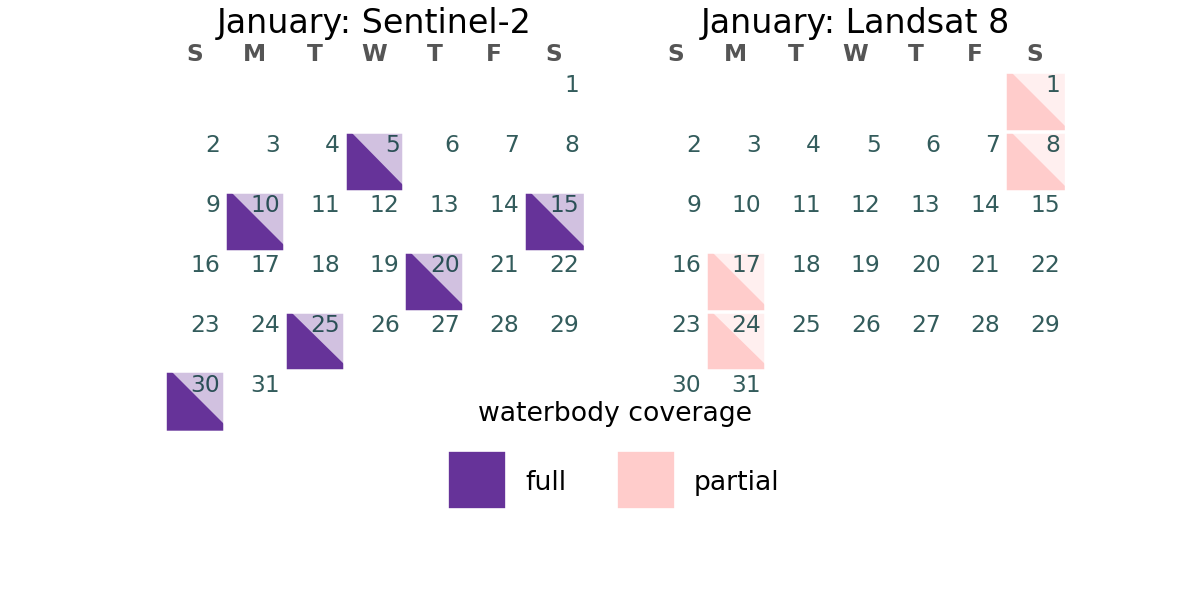 January: Sentinel-2
S M T W T F S
1
2 3 4 5 6 7 8
9 10 11 12 13 14 15
16 17 18 19 20 21 22
23 24 25 26 27 28 29
30 31
January: Landsat 8
S M T W T F S
1
2 3 4 5 6 7 8
9 10 11 12 13 14 15
16 17 18 19 20 21 22
23 24 25 26 27 28 29
30 31
waterbody coverage
full
partial